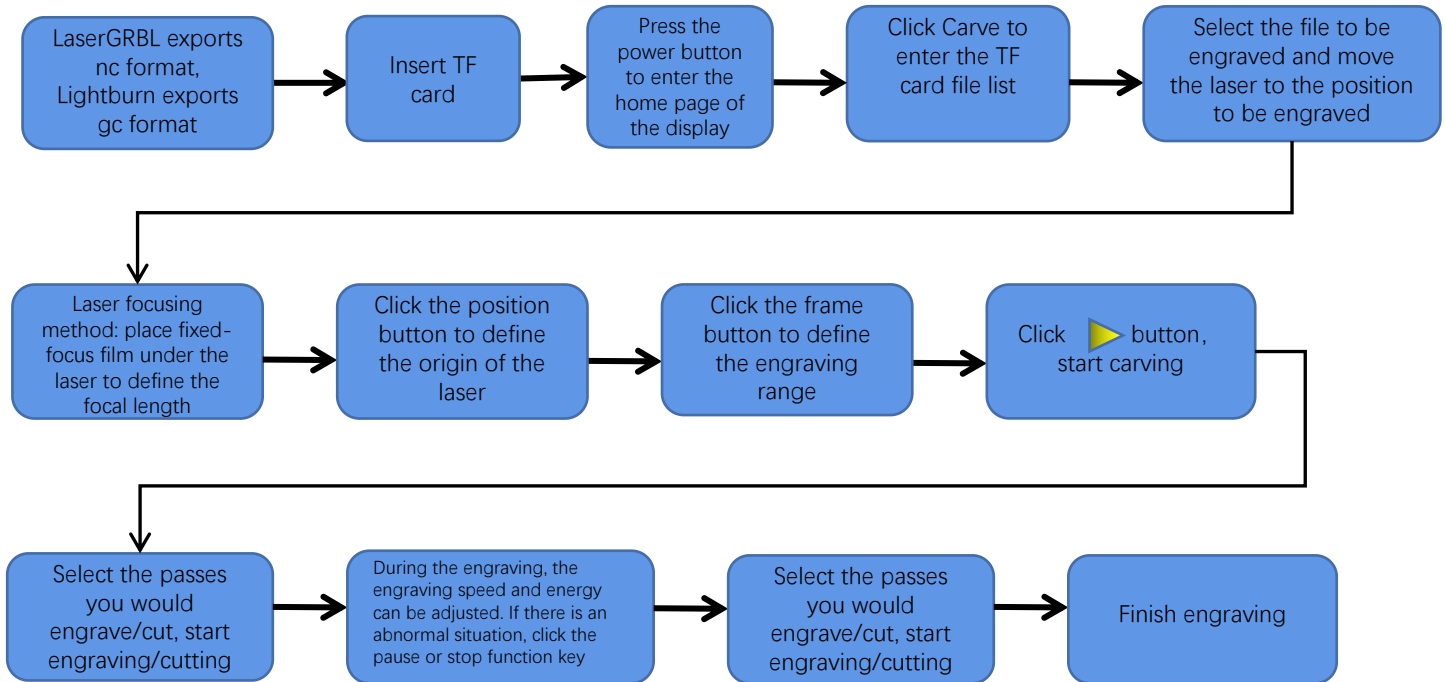 LaserGRBL exports
nc format,
Lightburn exports
gc format
Insert TF
card
Press the
power button
to enter the
home page of
the display
Click Carve to
enter the TF
card file list
Select the file to be
engraved and move
the laser to the position
to be engraved
Laser focusing
method: place fixed-
focus film under the
laser to define the
focal length
Click the position
button to define
the origin of the
laser
Click the frame
button to define
the engraving
range
Click button,
start carving
Select the passes
you would
engrave/cut, start
engraving/cutting
During the engraving, the
engraving speed and energy
can be adjusted. If there is an
abnormal situation, click the
pause or stop function key
Select the passes
you would
engrave/cut, start
engraving/cutting
Finish engraving